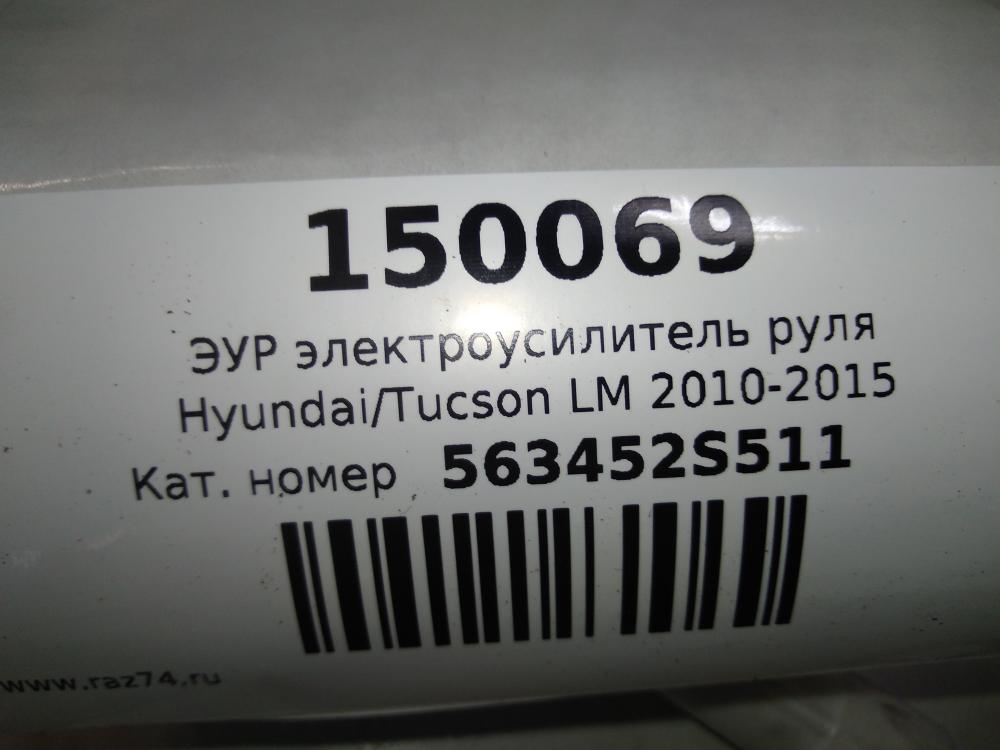 150069
ЭУР электроусилитель руля
Hyundai/Tucson LM 2010-2015
Кат. номер 563452S511
www.raz74.ru